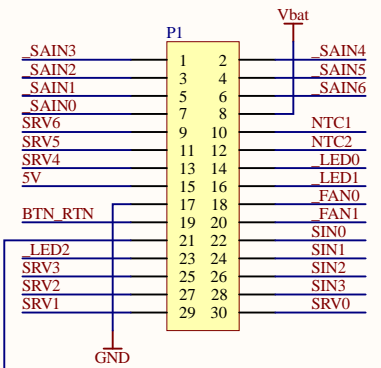 Vbat
P1
_SAIN3 1 2 _SAIN4
_SAIN2 3 4 _SAIN5
_SAIN1 5 6 _SAIN6
_SAIN0 7 8
SRV6 9 10 NTC1
SRV5 11 12 NTC2
SRV4 13 14 _LED0
5V 15 16 _LED1
17 18 _FAN0
BTN_RTN 19 20 _FAN1
21 22 SIN0
_LED2 23 24 SIN1
SRV3 25 26 SIN2
SRV2 27 28 SIN3
SRV1 29 30 SRV0
GND